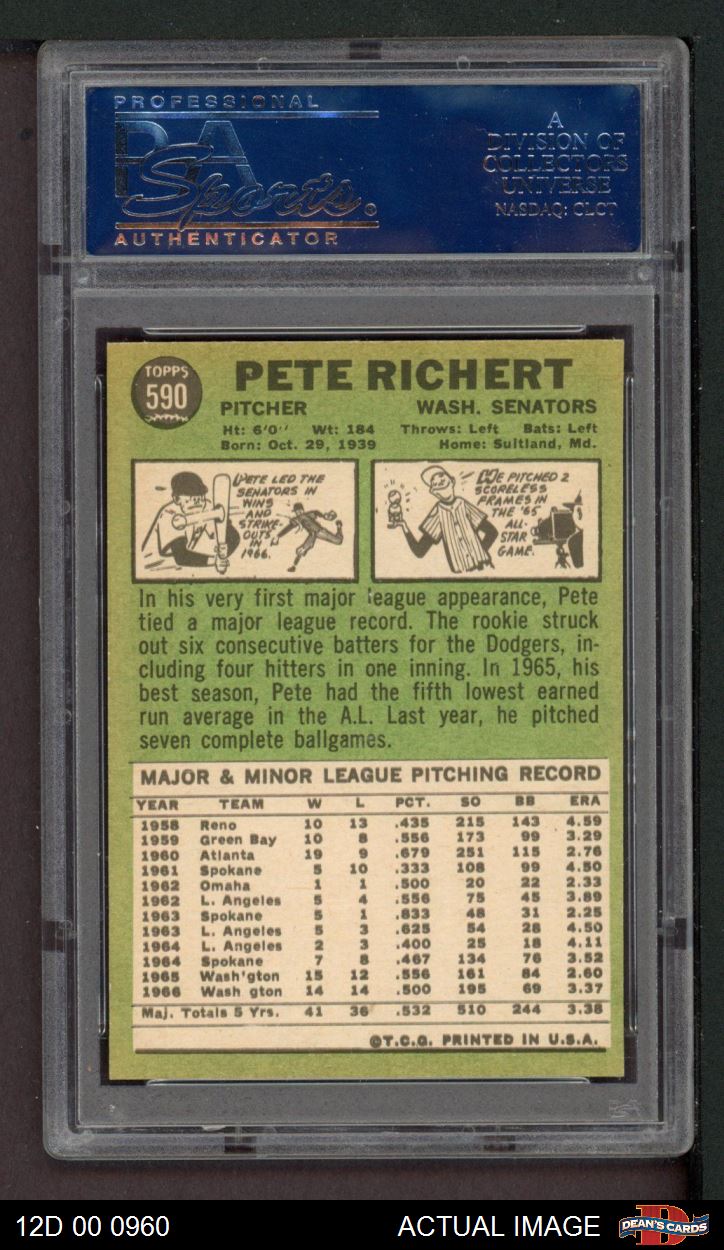 PROFESSIONAL
PSA
Sports
AUTHENTICATOR
A
DIVISION OF
COLLECTORS
UNIVERSE
NASDAQ: CLCT
TOPPS
590
PETE RICHERT
PITCHER WASH. SENATORS
Ht: 6'0" Wt: 184 Throws: Left Bats: Left
Born: Oct. 29, 1939 Home: Suitland, Md.
PETE LED THE
SENATORS IN
WINS
AND
STRIKE-
OUTS IN
1966.
HE PITCHED 2
SCORELESS
FRAMES IN
THE '65
ALL-
STAR
GAME.
In his very first major league appearance, Pete
tied a major league record. The rookie struck
out six consecutive batters for the Dodgers, in-
cluding four hitters in one inning. In 1965, his
best season, Pete had the fifth lowest earned
run average in the A.L. Last year, he pitched
seven complete ballgames.
MAJOR & MINOR LEAGUE PITCHING RECORD
YEAR TEAM W L PCT. SO BB ERA
1958 Reno 10 13 .435 215 143 4.59
1959 Green Bay 10 8 .556 173 99 3.29
1960 Atlanta 19 9 .679 251 115 2.76
1961 Spokane 5 10 .333 108 99 4.50
1962 Omaha 1 1 .500 20 22 2.33
1962 L. Angeles 5 4 .556 75 45 3.89
1963 Spokane 5 1 .833 48 31 2.25
1963 L. Angeles 5 3 .625 54 28 4.50
1964 L. Angeles 2 3 .400 25 18 4.11
1964 Spokane 7 8 .467 134 76 3.52
1965 Wash'gton 15 12 .556 161 84 2.60
1966 Wash gton 14 14 .500 195 69 3.37
Maj. Totals 5 Yrs. 41 36 .532 510 244 3.38
©T.C.G. PRINTED IN U.S.A.
12D 00 0960 ACTUAL IMAGE DEAN'S CARDS